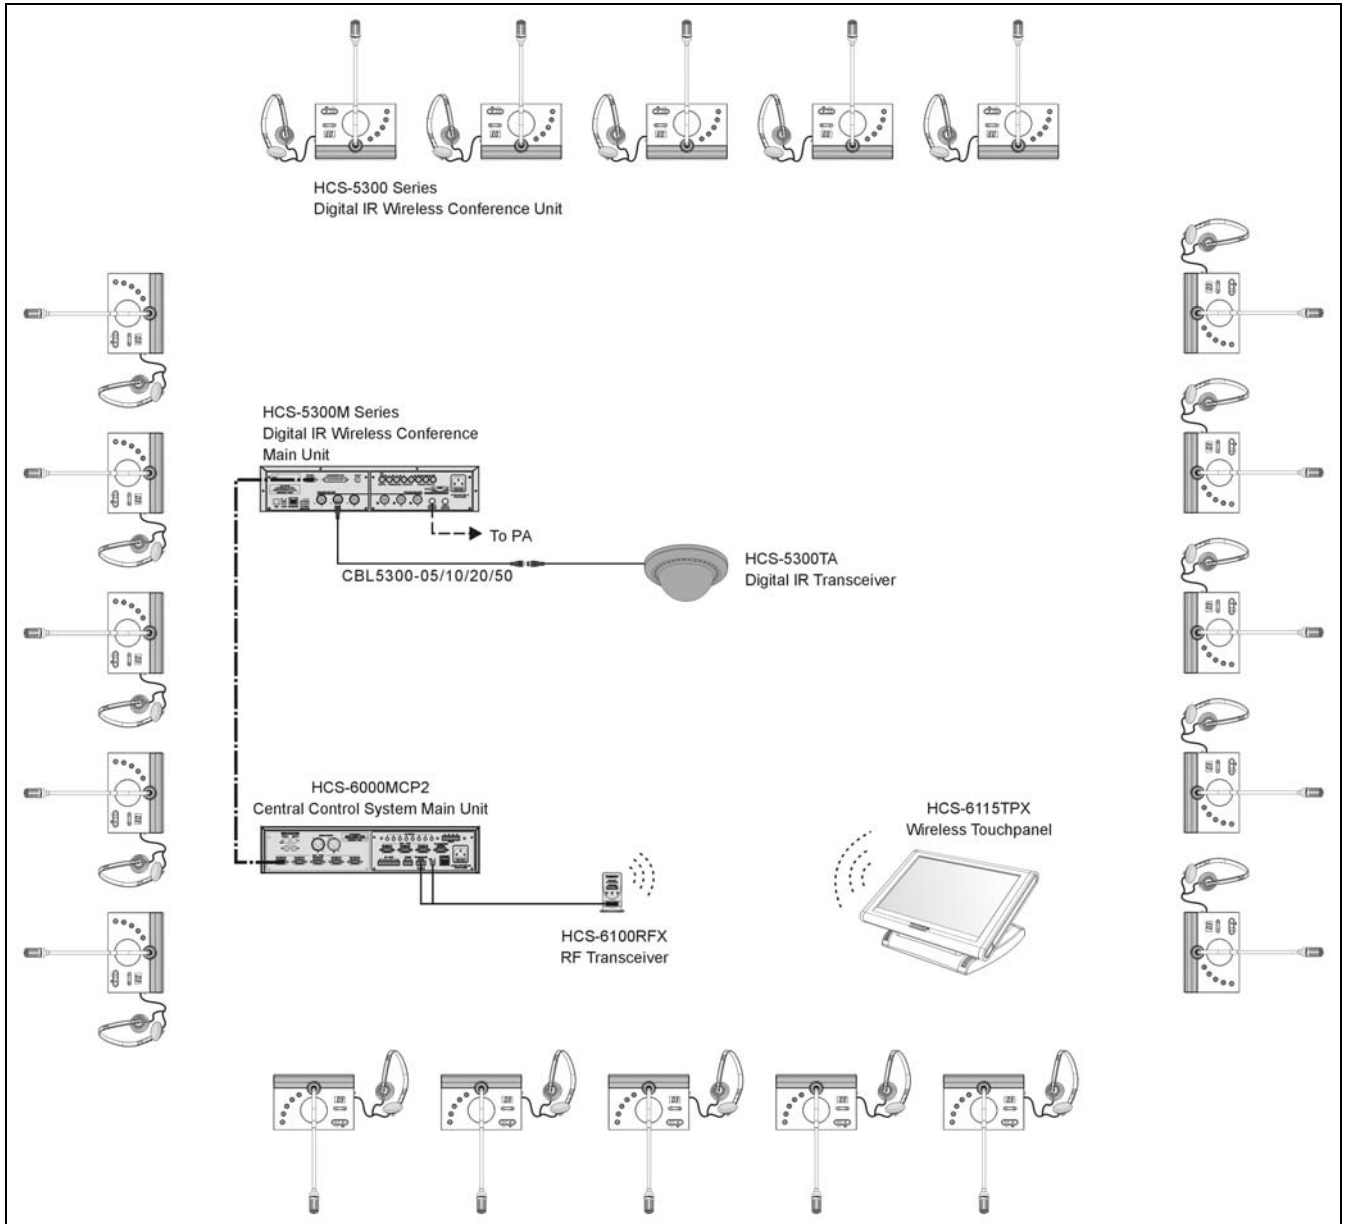 HCS-5300 Series
Digital IR Wireless Conference Unit
HCS-5300M Series
Digital IR Wireless Conference
Main Unit
To PA
CBL5300-05/10/20/50
HCS-5300TA
Digital IR Transceiver
HCS-6000MCP2
Central Control System Main Unit
HCS-6115TPX
Wireless Touchpanel
HCS-6100RFX
RF Transceiver